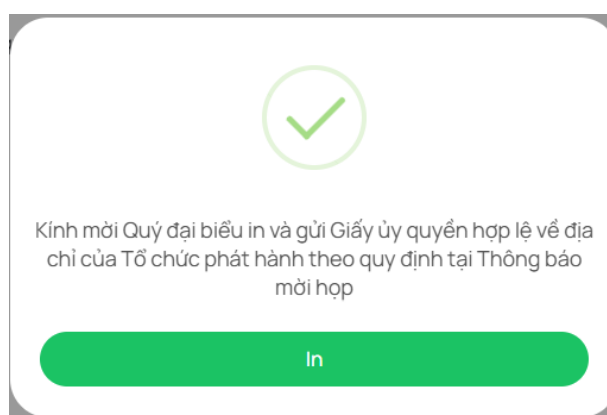 Kính mời Quý đại biểu in và gửi Giấy ủy quyền hợp lệ về địa
chỉ của Tổ chức phát hành theo quy định tại Thông báo
mời họp
In